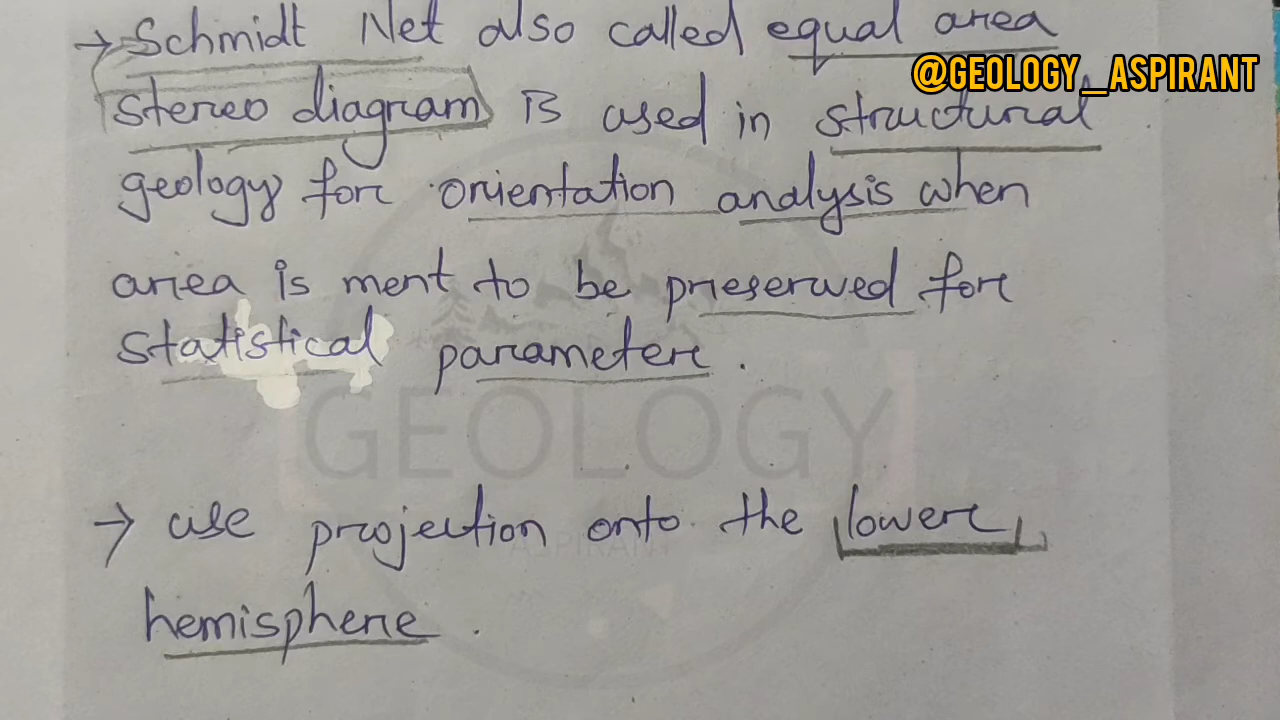 → Schmidt Net also called equal area
@GEOLOGY_ASPIRANT
stereo diagram is used in structural
geology for orientation analysis when
area is ment to be preserved for
statistical parameter.
GEOLOGY
→ use projection onto the lower
ASPIRANT
hemisphere.